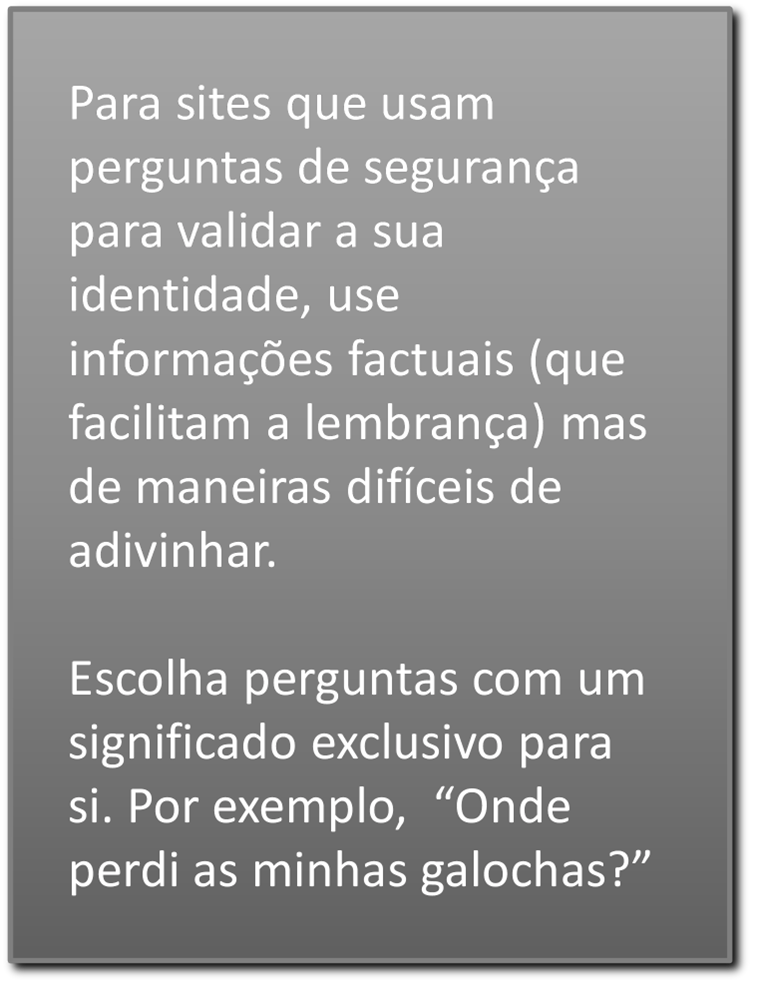 Para sites que usam
perguntas de segurança
para validar a sua
identidade, use
informações factuais (que
facilitam a lembrança) mas
de maneiras difíceis de
adivinhar.
Escolha perguntas com um
significado exclusivo para
si. Por exemplo,  “Onde
perdi as minhas galochas?”